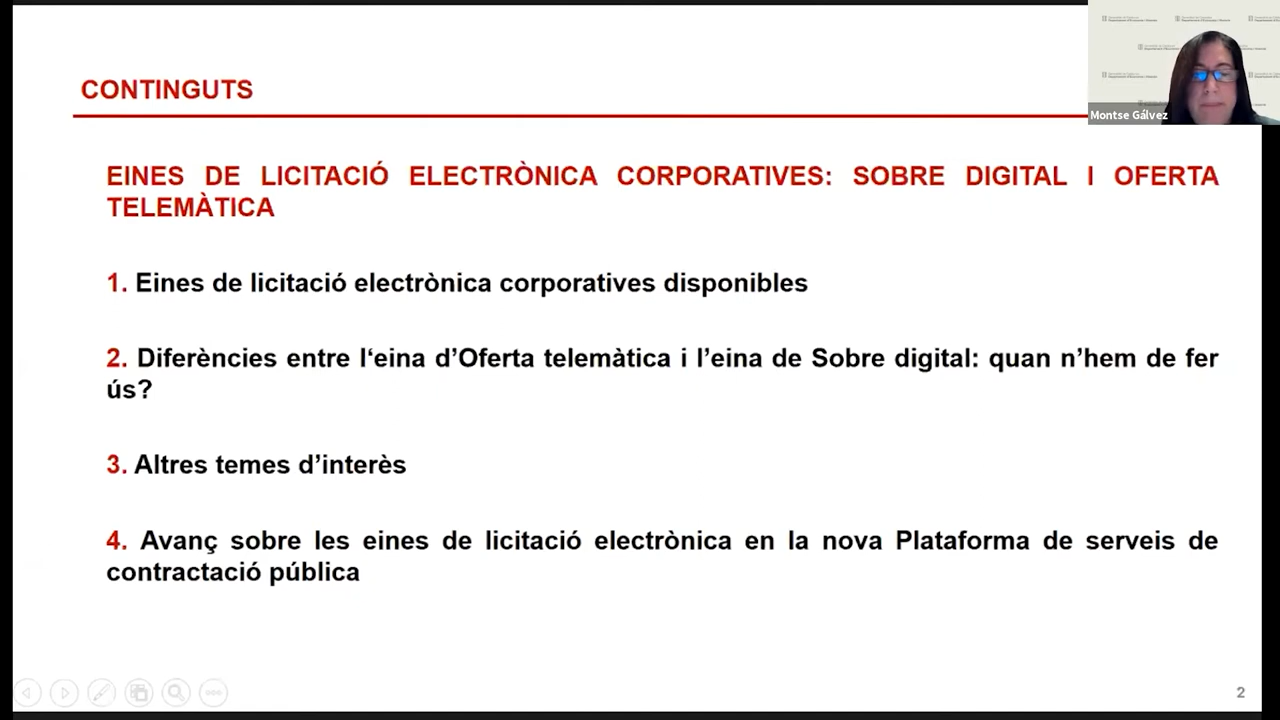 CONTINGUTS
Montse Gálvez
EINES DE LICITACIÓ ELECTRÒNICA CORPORATIVES: SOBRE DIGITAL I OFERTA
TELEMÀTICA
1. Eines de licitació electrònica corporatives disponibles
2. Diferències entre l‘eina d’Oferta telemàtica i l’eina de Sobre digital: quan n’hem de fer
ús?
3. Altres temes d’interès
4. Avanç sobre les eines de licitació electrònica en la nova Plataforma de serveis de
contractació pública
2